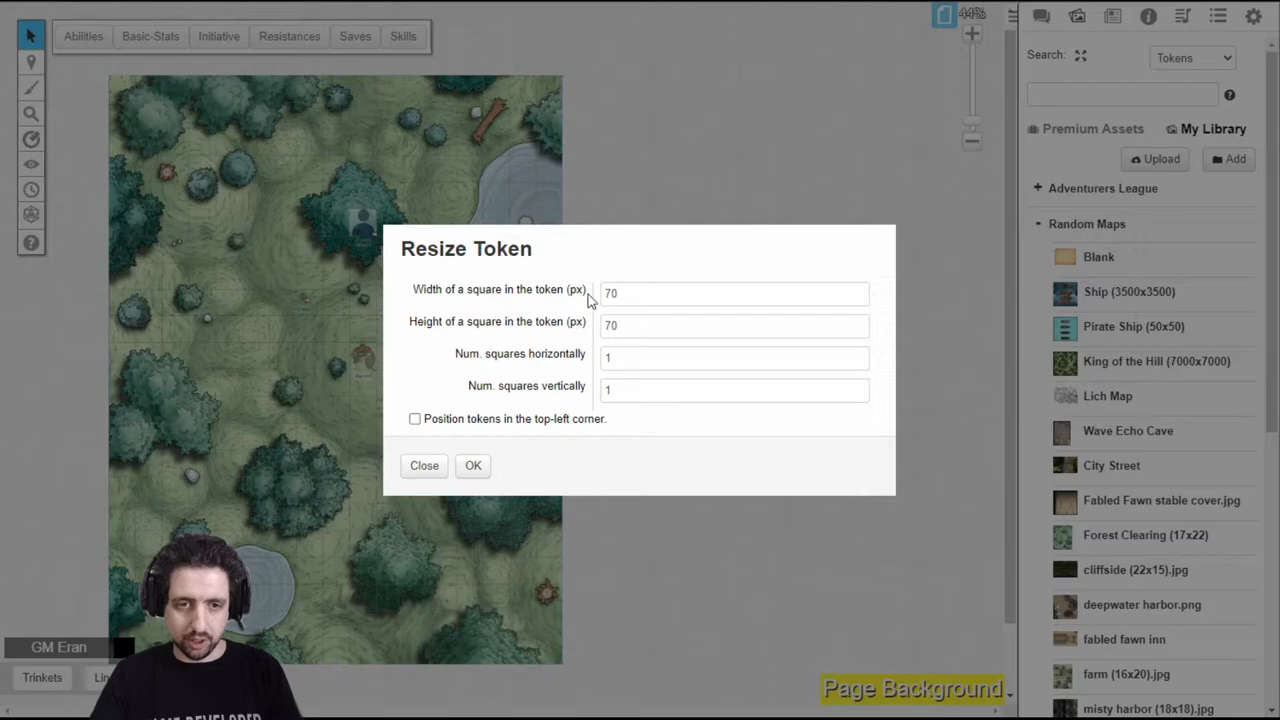 44%
Abilities
Basic-Stats
Initiative
Resistances
Saves
Skills
Search:
Tokens
Premium Assets
My Library
Upload
Add
+ Adventurers League
- Random Maps
Blank
Ship (3500x3500)
Pirate Ship (50x50)
King of the Hill (7000x7000)
Lich Map
Wave Echo Cave
City Street
Fabled Fawn stable cover.jpg
Forest Clearing (17x22)
cliffside (22x15).jpg
deepwater harbor.png
fabled fawn inn
farm (16x20).jpg
misty harbor (18x18).jpg
Resize Token
Width of a square in the token (px)
70
Height of a square in the token (px)
70
Num. squares horizontally
1
Num. squares vertically
1
Position tokens in the top-left corner.
Close
OK
GM Eran
Trinkets
Page Background